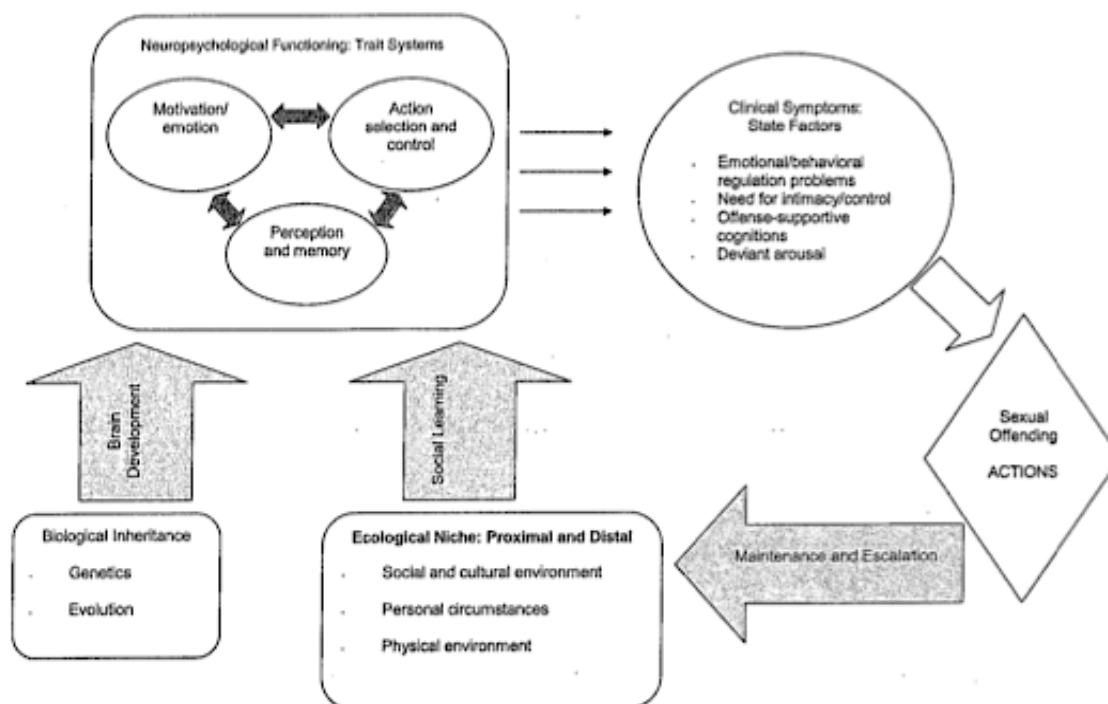 Neuropsychological Functioning: Trait Systems
Motivation/
emotion
Action
selection and
control
Perception
and memory
Clinical Symptoms:
State Factors
Emotional/behavioral
regulation problems
Need for intimacy/control
Offense-supportive
cognitions
Deviant arousal
Brain
Development
Social Learning
Sexual
Offending
ACTIONS
Biological Inheritance
Genetics
Evolution
Ecological Niche: Proximal and Distal
Social and cultural environment
Personal circumstances
Physical environment
Maintenance and Escalation